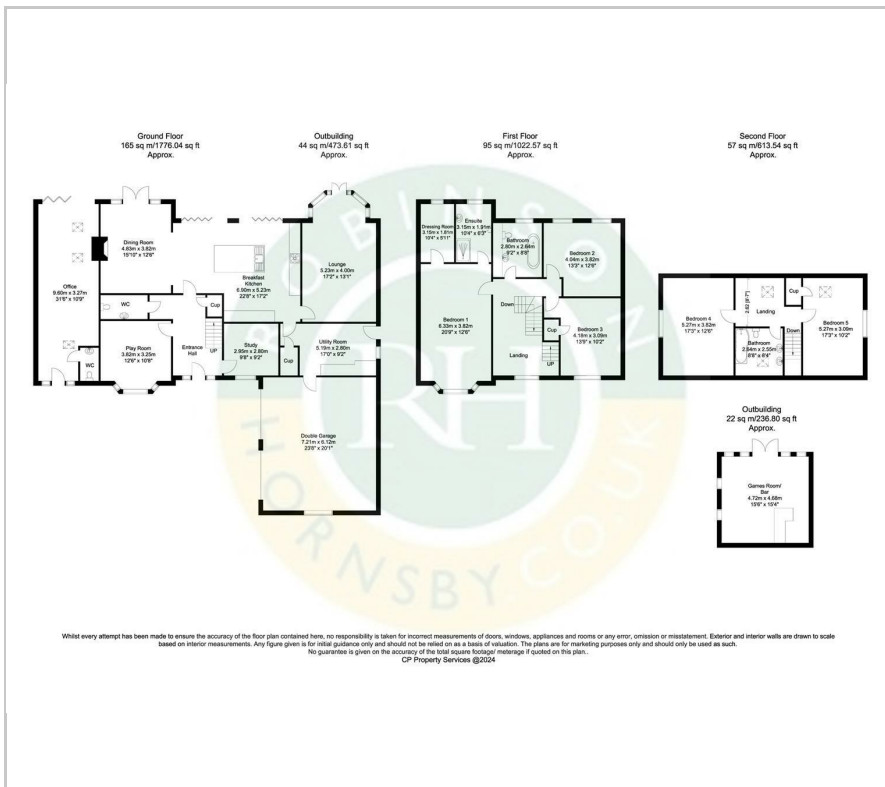 Ground Floor
165 sq m/1776.04 sq ft
Approx.
Outbuilding
44 sq m/473.61 sq ft
Approx.
First Floor
95 sq m/1022.57 sq ft
Approx.
Second Floor
57 sq m/613.54 sq ft
Approx.
Office
9.60m x 3.27m
31'6" x 10'9"
Dining Room
4.83m x 3.82m
15'10" x 12'6"
WC
Play Room
3.82m x 3.25m
12'6" x 10'8"
WC
Cup
Entrance
Hall
UP
Breakfast
Kitchen
6.90m x 5.23m
22'8" x 17'2"
Study
2.95m x 2.80m
9'8" x 9'2"
Cup
Lounge
5.23m x 4.00m
17'2" x 13'1"
Utility Room
5.19m x 2.80m
17'0" x 9'2"
Double Garage
7.21m x 6.12m
23'8" x 20'1"
Dressing Room
3.15m x 1.81m
10'4" x 5'11"
Ensuite
3.15m x 1.91m
10'4" x 6'3"
Bathroom
2.80m x 2.64m
9'2" x 8'8"
Bedroom 2
4.04m x 3.82m
13'3" x 12'6"
Bedroom 1
6.33m x 3.82m
20'9" x 12'6"
Down
Cup
Bedroom 3
4.18m x 3.09m
13'9" x 10'2"
Landing
UP
Bedroom 4
5.27m x 3.82m
17'3" x 12'6"
2.62 [8'-7"]
Landing
Cup
Bathroom
2.64m x 2.55m
8'8" x 8'4"
Down
Bedroom 5
5.27m x 3.09m
17'3" x 10'2"
Outbuilding
22 sq m/236.80 sq ft
Approx.
Games Room/
Bar
4.72m x 4.68m
15'6" x 15'4"
ROBINSON
RH
HORNSBY CO UK
Whilst every attempt has been made to ensure the accuracy of the floor plan contained here, no responsibility is taken for incorrect measurements of doors, windows, appliances and rooms or any error, omission or misstatement. Exterior and interior walls are drawn to scale
based on interior measurements. Any figure given is for initial guidance only and should not be relied on as a basis of valuation. The plans are for marketing purposes only and should only be used as such.
No guarantee is given on the accuracy of the total square footage/ meterage if quoted on this plan..
CP Property Services @2024